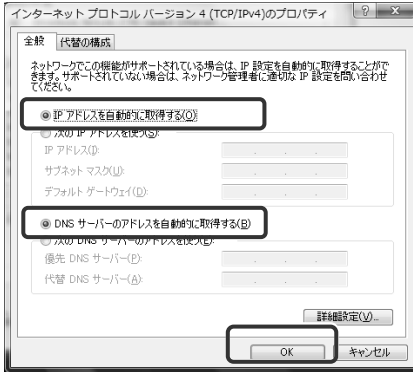 インターネット プロトコル バージョン 4 (TCP/IPv4)のプロパティ
全般
代替の構成
ネットワークでこの機能がサポートされている場合は、IP 設定を自動的に取得することがで
きます。サポートされていない場合は、ネットワーク管理者に適切な IP 設定を問い合わせ
てください。
IP アドレスを自動的に取得する(O)
次の IP アドレスを使う(S):
IP アドレス(I):
サブネット マスク(U):
デフォルト ゲートウェイ(D):
DNS サーバーのアドレスを自動的に取得する(B)
次の DNS サーバーのアドレスを使う(E):
優先 DNS サーバー(P):
代替 DNS サーバー(A):
詳細設定(V)...
OK
キャンセル